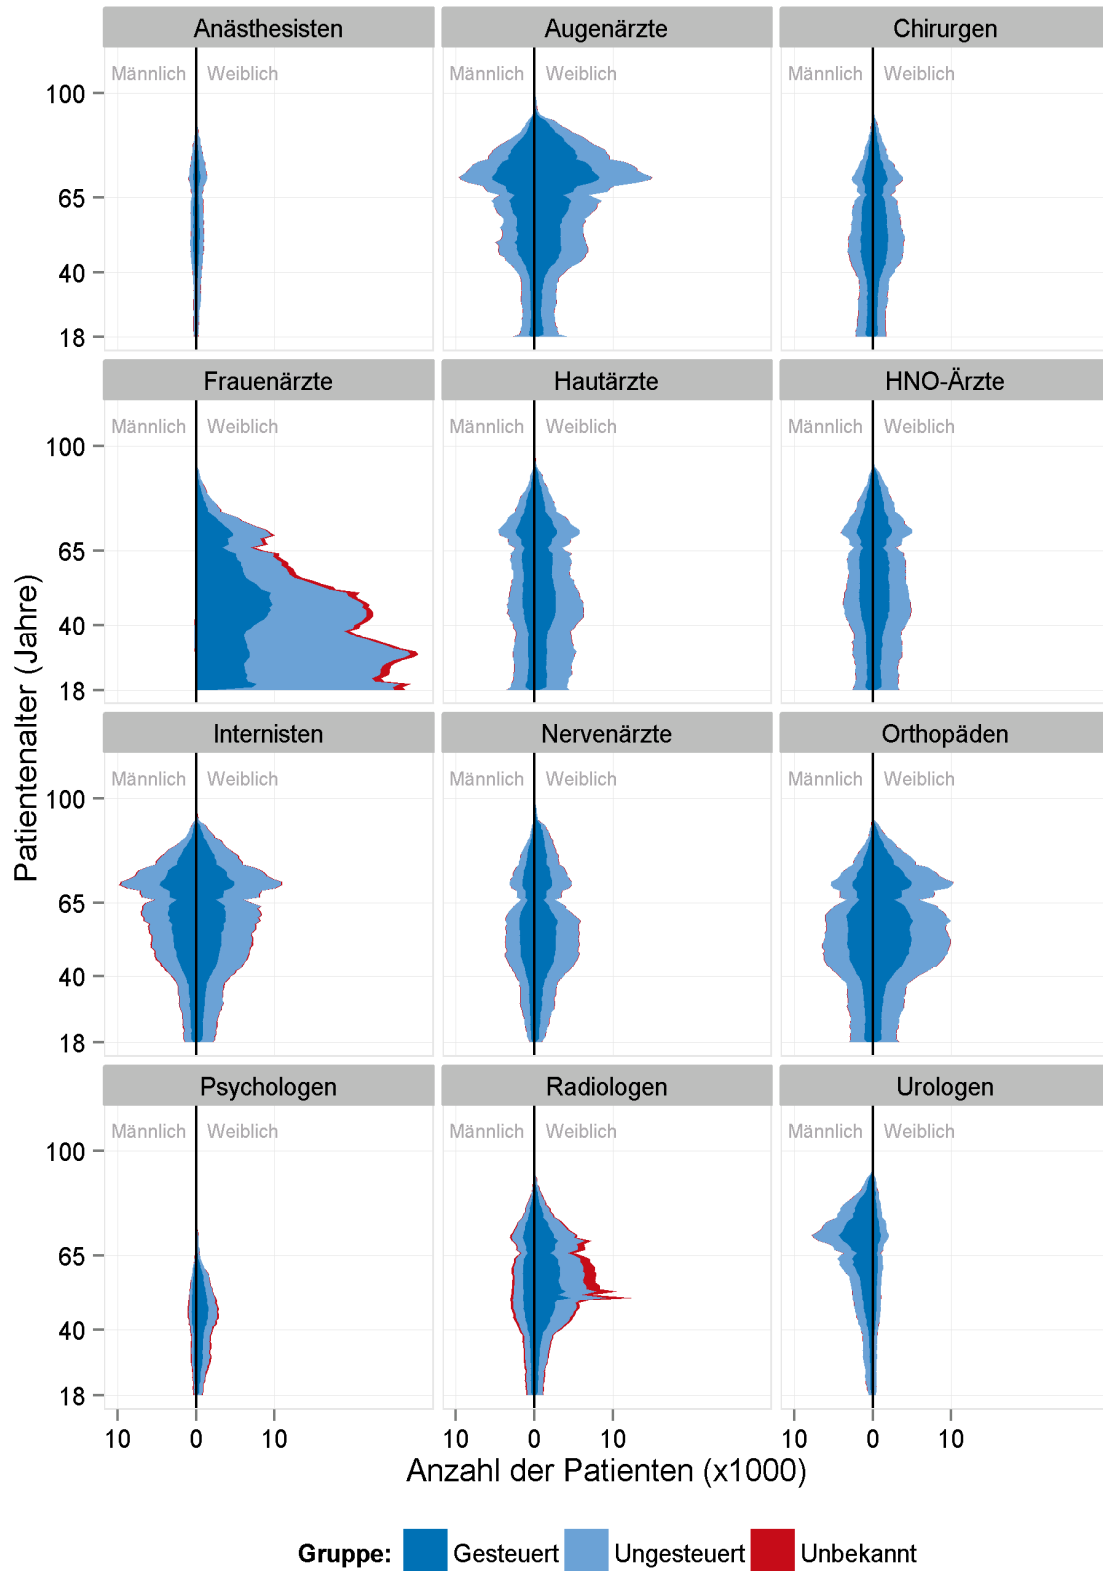 Anästhesisten Augenärzte Chirurgen
Männlich Weiblich Männlich Weiblich Männlich Weiblich
100
65
40
18
Frauenärzte Hautärzte HNO-Ärzte
Männlich Weiblich Männlich Weiblich Männlich Weiblich
100
65
40
18
Patientenalter (Jahre)
Internisten Nervenärzte Orthopäden
Männlich Weiblich Männlich Weiblich Männlich Weiblich
100
65
40
18
Psychologen Radiologen Urologen
Männlich Weiblich Männlich Weiblich Männlich Weiblich
100
65
40
18
10 0 10 10 0 10 10 0 10
Anzahl der Patienten (x1000)
Gruppe: Gesteuert Ungesteuert Unbekannt